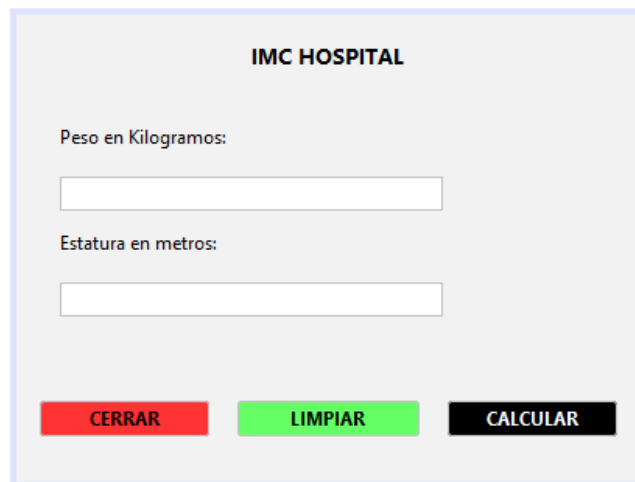 IMC HOSPITAL
Peso en Kilogramos:
Estatura en metros:
CERRAR LIMPIAR CALCULAR